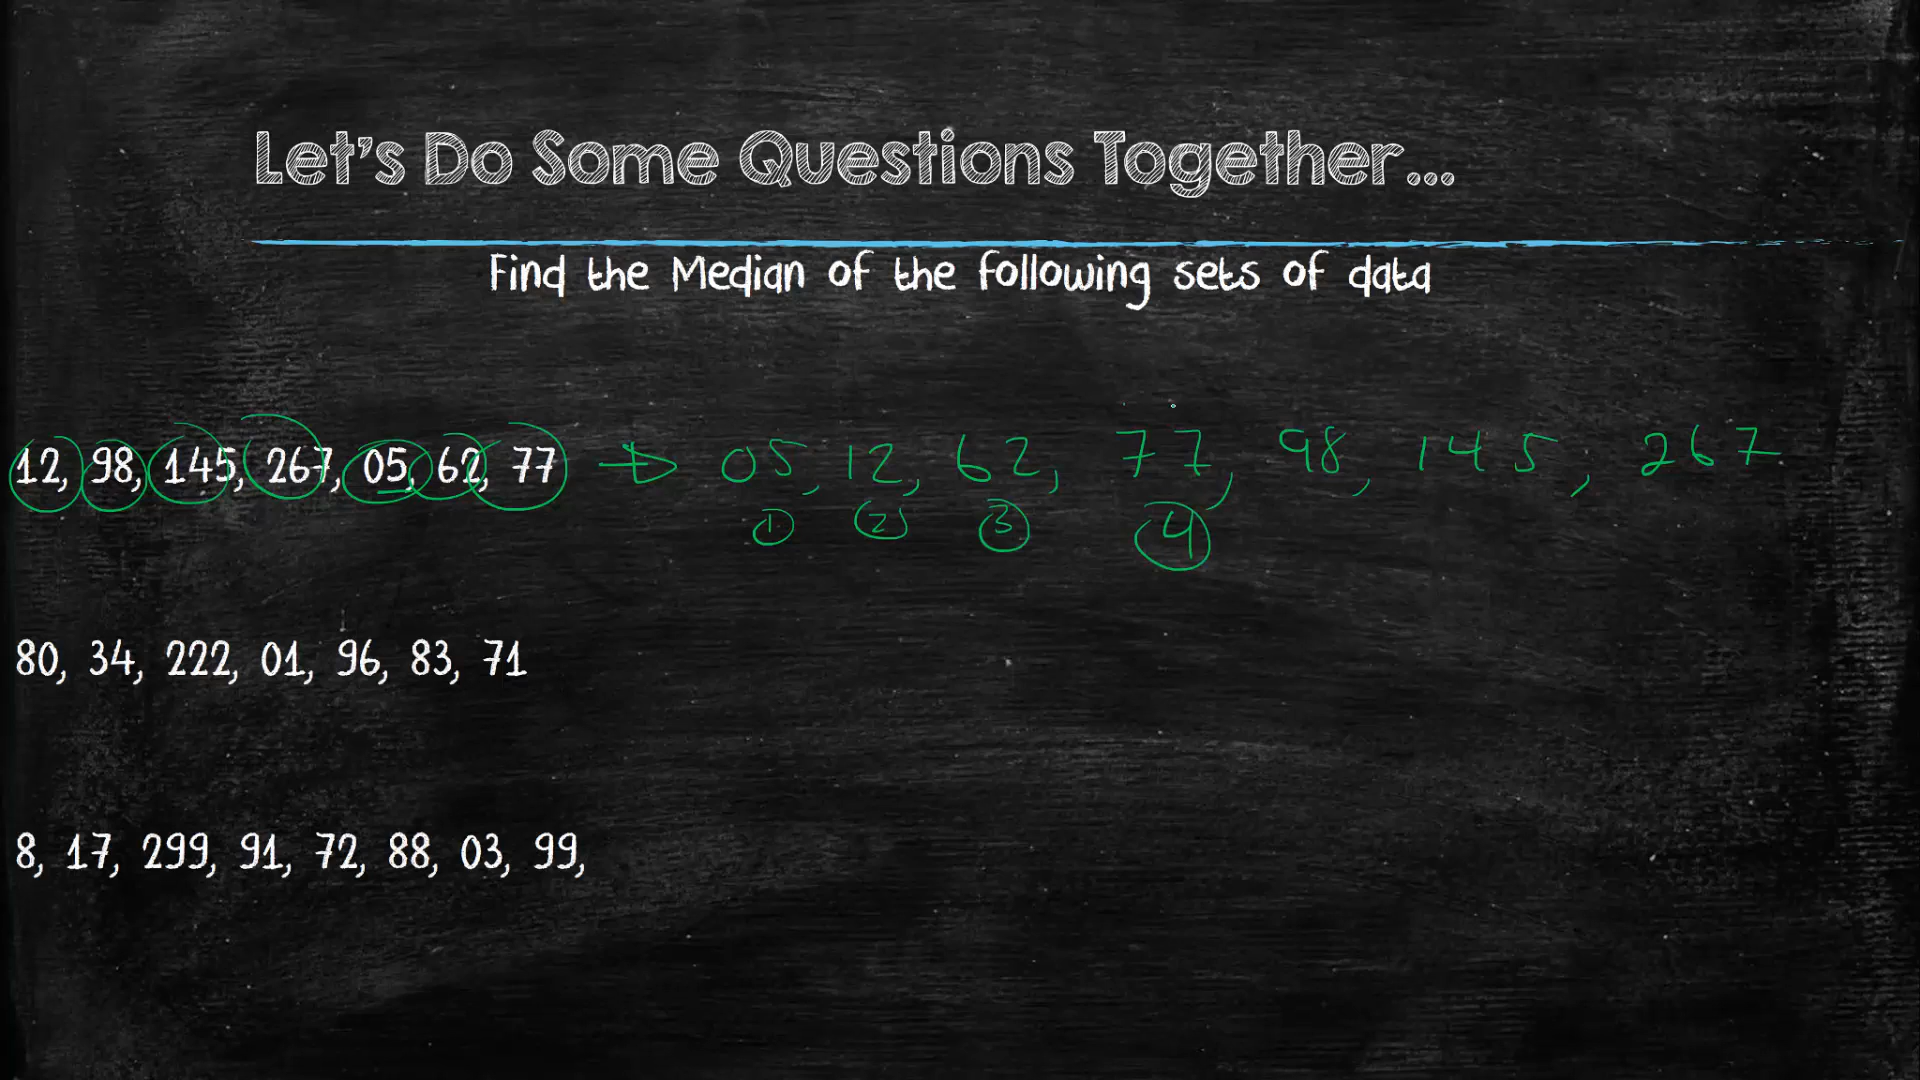 Let's Do Some Questions Together...
Find the Median of the following sets of data
12, 98, 145, 267, 05, 62, 77 → 05, 12, 62, 77, 98, 145, 267
1 2 3 4
80, 34, 222, 01, 96, 83, 71
8, 17, 299, 91, 72, 88, 03, 99,